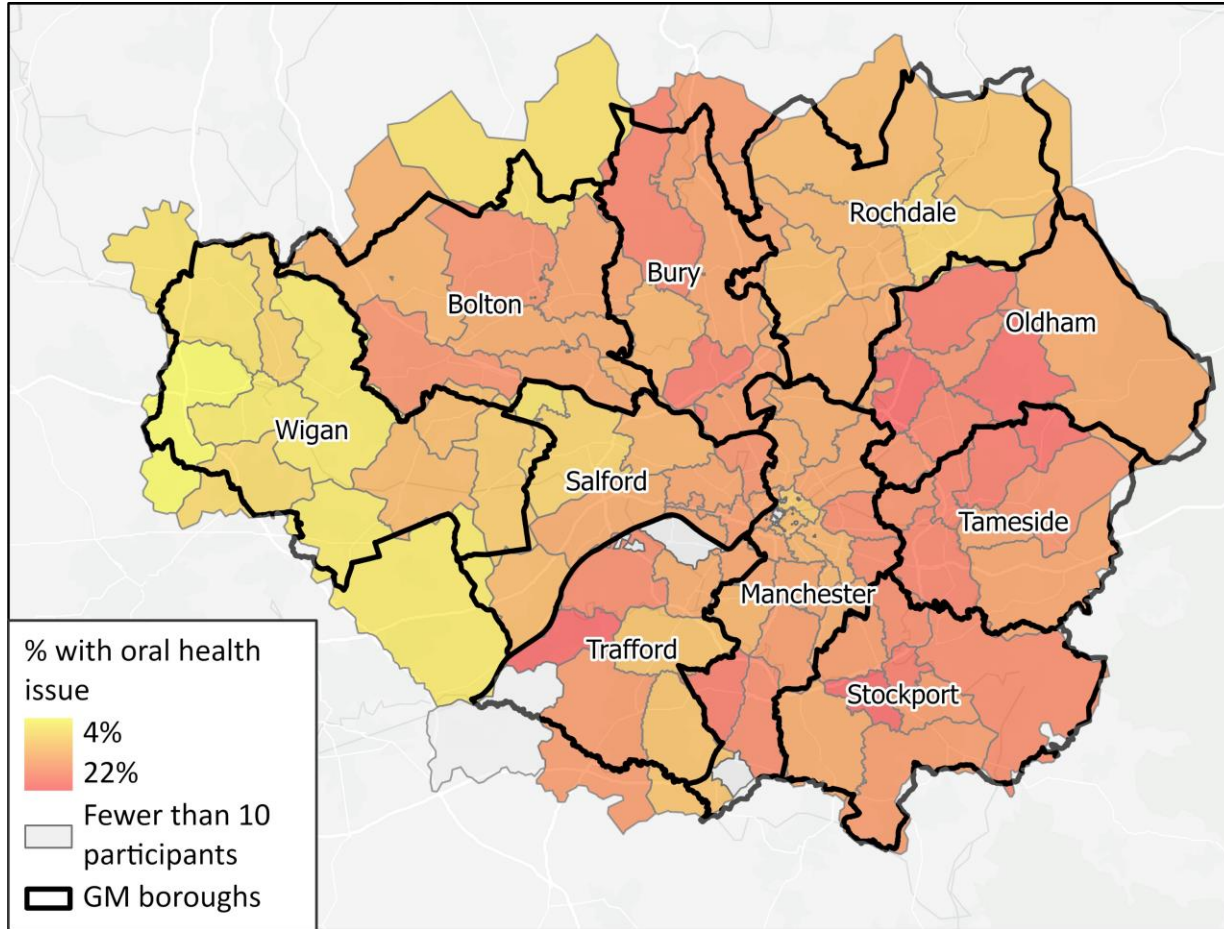 Rochdale
Bury
Bolton
Oldham
Wigan
Salford
Tameside
Manchester
Trafford
Stockport
% with oral health
issue
4%
22%
Fewer than 10
participants
GM boroughs